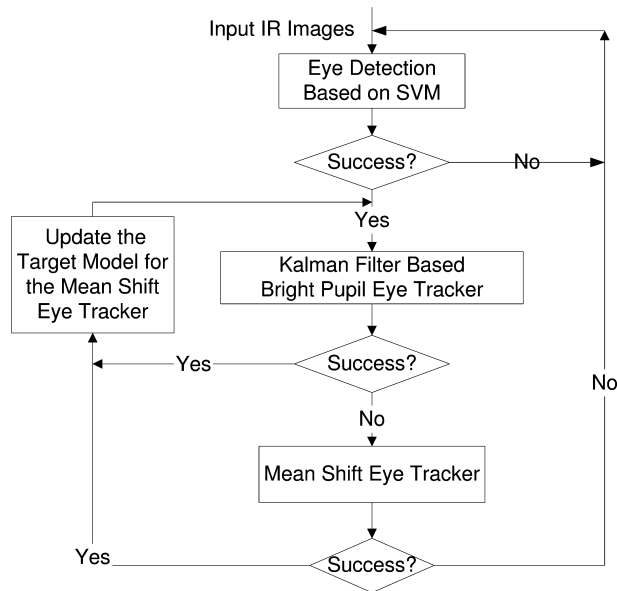 Input IR Images
Eye Detection
Based on SVM
Success?
No
Yes
Update the
Target Model for
the Mean Shift
Eye Tracker
Kalman Filter Based
Bright Pupil Eye Tracker
Success?
Yes
No
No
Mean Shift Eye Tracker
Success?
Yes